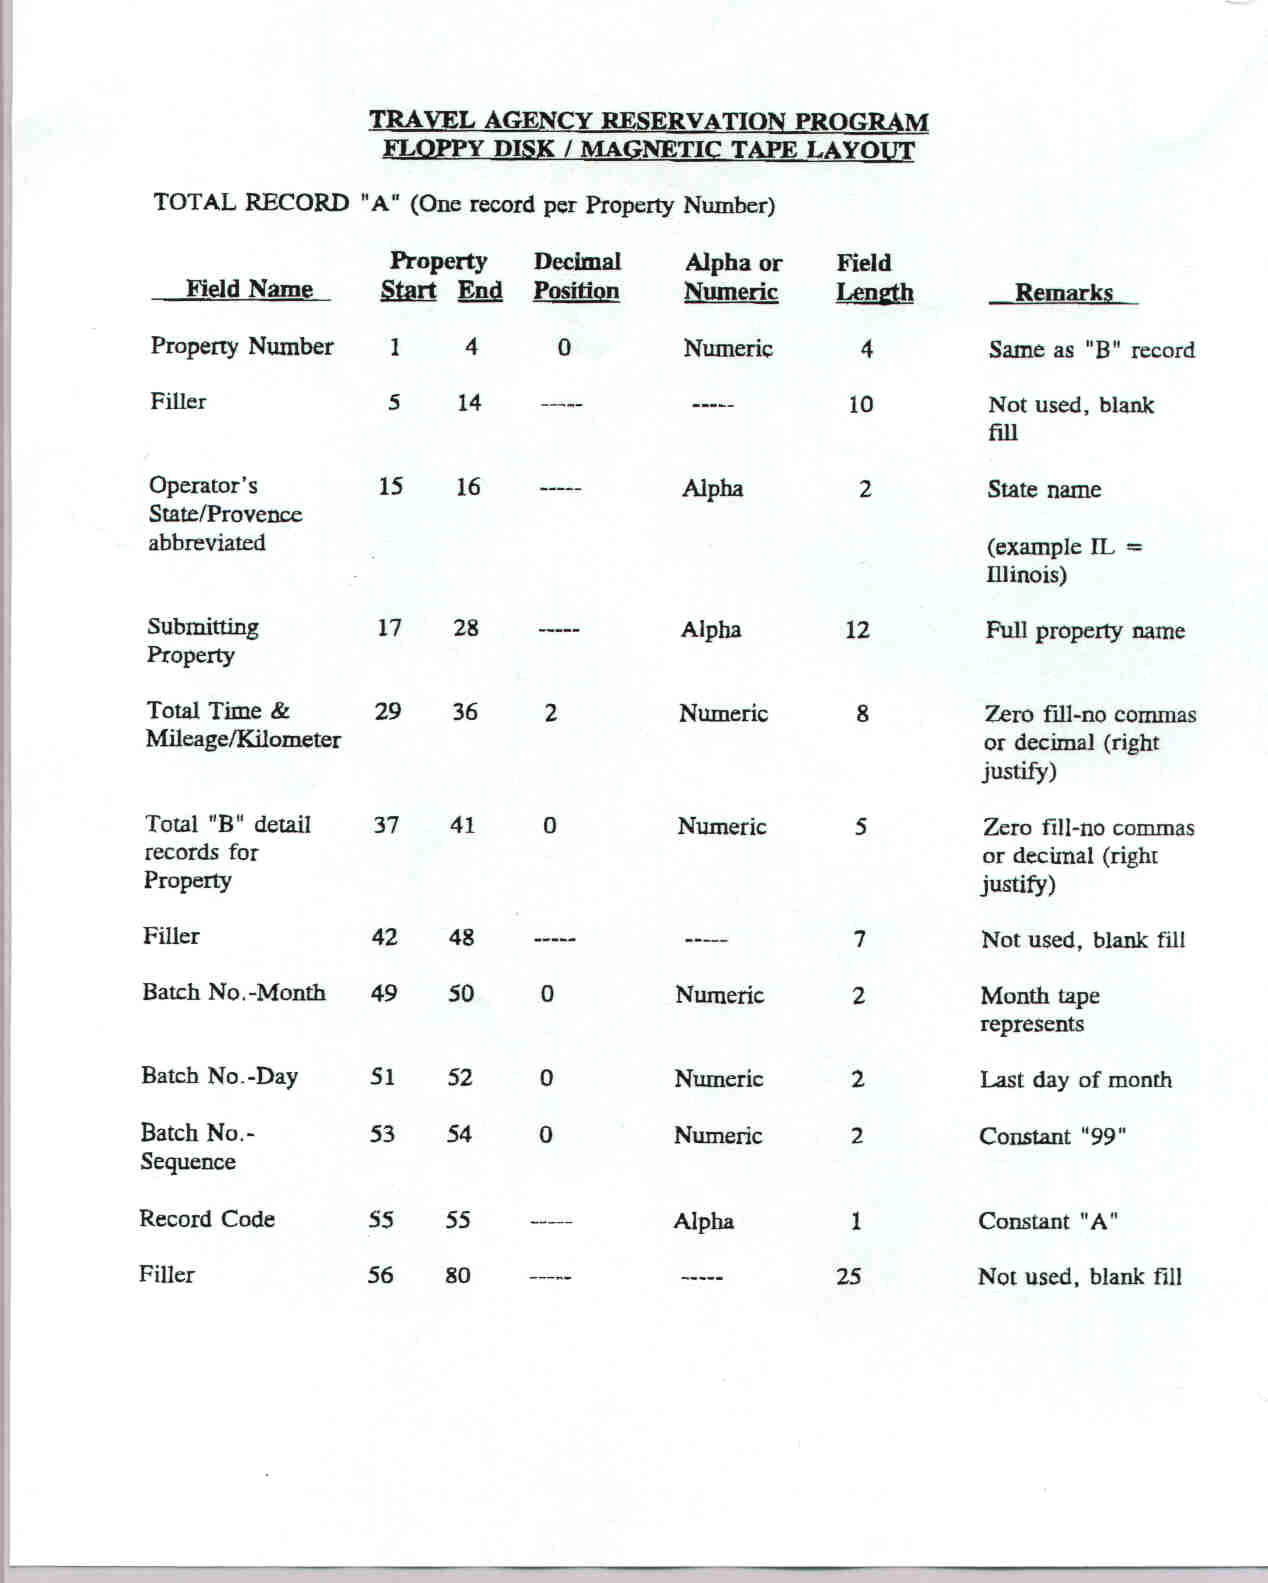 TRAVEL AGENCY RESERVATION PROGRAM
FLOPPY DISK / MAGNETIC TAPE LAYOUT
TOTAL RECORD "A" (One record per Property Number)
Property Decimal Alpha or Field
Field Name Start End Position Numeric Length Remarks
Property Number 1 4 0 Numeric 4 Same as "B" record
Filler 5 14 ----- ----- 10 Not used, blank
fill
Operator's 15 16 ----- Alpha 2 State name
State/Provence
abbreviated (example IL =
Illinois)
Submitting 17 28 ----- Alpha 12 Full property name
Property
Total Time & 29 36 2 Numeric 8 Zero fill-no commas
Mileage/Kilometer or decimal (right
justify)
Total "B" detail 37 41 0 Numeric 5 Zero fill-no commas
records for or decimal (right
Property justify)
Filler 42 48 ----- ----- 7 Not used, blank fill
Batch No.-Month 49 50 0 Numeric 2 Month tape
represents
Batch No.-Day 51 52 0 Numeric 2 Last day of month
Batch No.- 53 54 0 Numeric 2 Constant "99"
Sequence
Record Code 55 55 ----- Alpha 1 Constant "A"
Filler 56 80 ----- ----- 25 Not used, blank fill